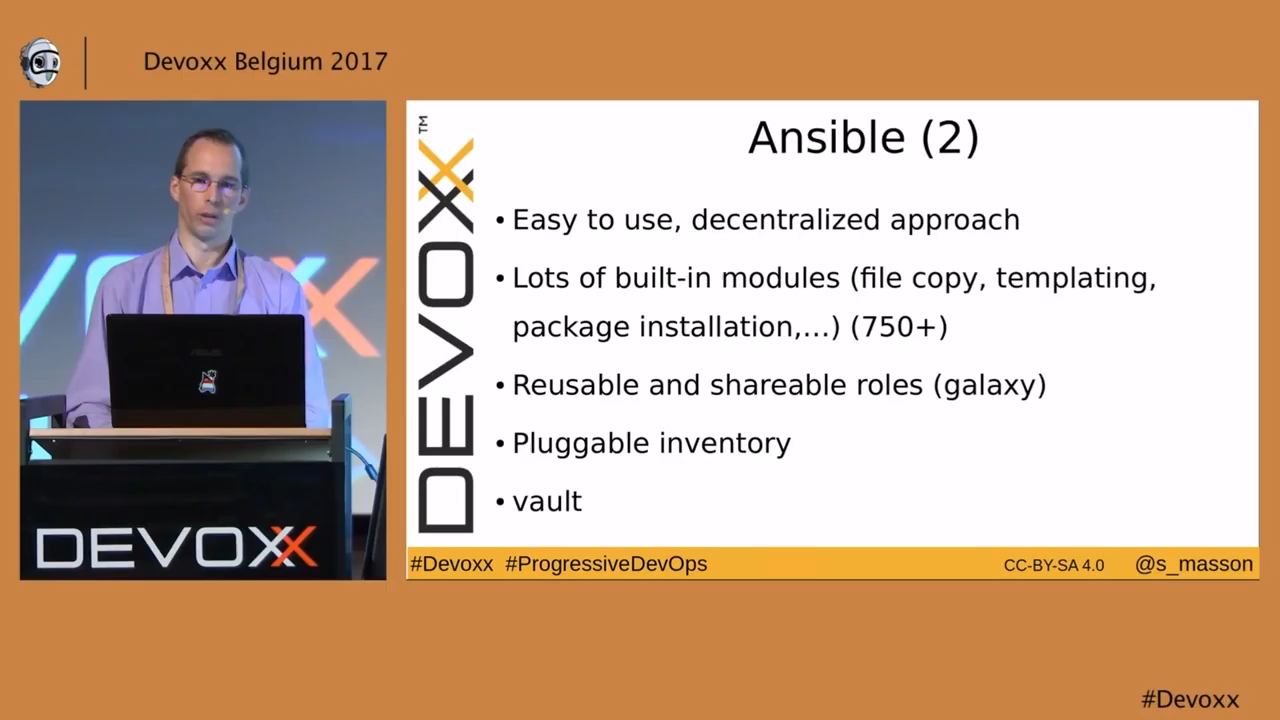 Devoxx Belgium 2017
DEVOXX
DEVOXX™
Ansible (2)
• Easy to use, decentralized approach
• Lots of built-in modules (file copy, templating,
package installation,...) (750+)
• Reusable and shareable roles (galaxy)
• Pluggable inventory
• vault
#Devoxx #ProgressiveDevOps
CC-BY-SA 4.0 @s_masson
#Devoxx